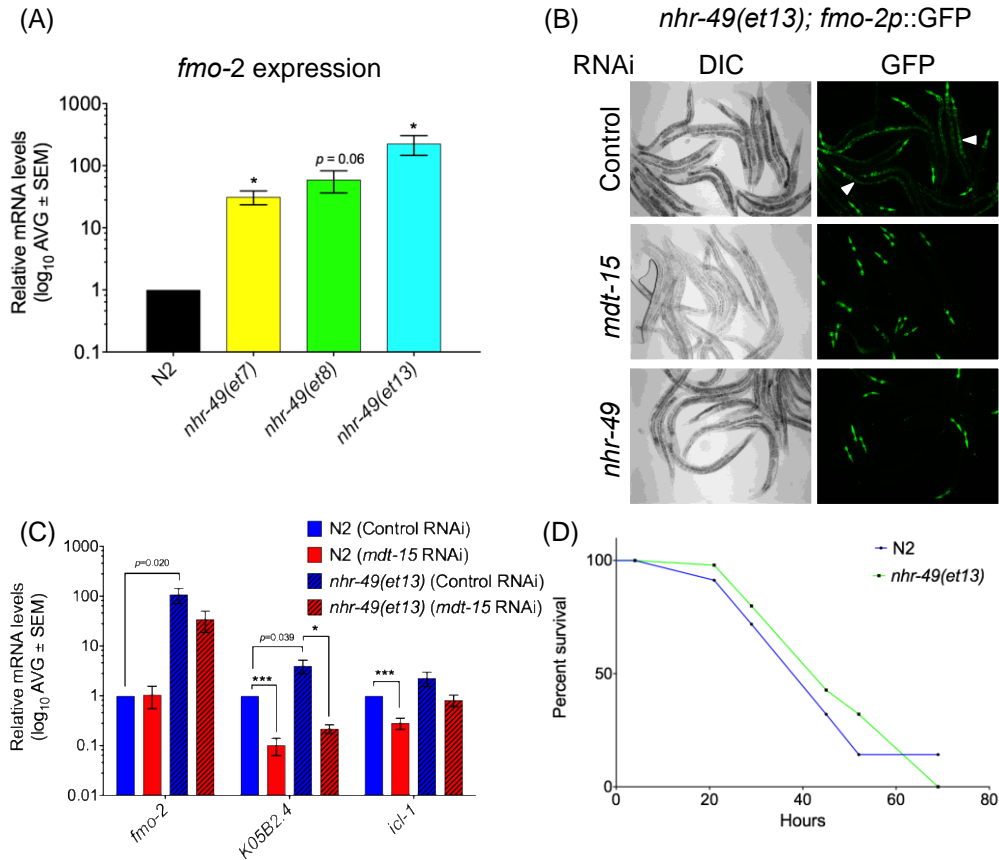 (A)
fmo-2 expression
Relative mRNA levels
(log10 AVG ± SEM)
1000
100
10
1
0.1
*
p = 0.06
*
N2
nhr-49(et7)
nhr-49(et8)
nhr-49(et13)
(B)
nhr-49(et13); fmo-2p::GFP
RNAi DIC GFP
Control
mdt-15
nhr-49
(C)
N2 (Control RNAi)
N2 (mdt-15 RNAi)
nhr-49(et13) (Control RNAi)
nhr-49(et13) (mdt-15 RNAi)
Relative mRNA levels
(log10 AVG ± SEM)
1000
100
10
1
0.1
0.01
p=0.020
p=0.039
*
***
***
fmo-2
K05B2.4
icl-1
(D)
N2
nhr-49(et13)
Percent survival
100
50
0
0 20 40 60 80
Hours